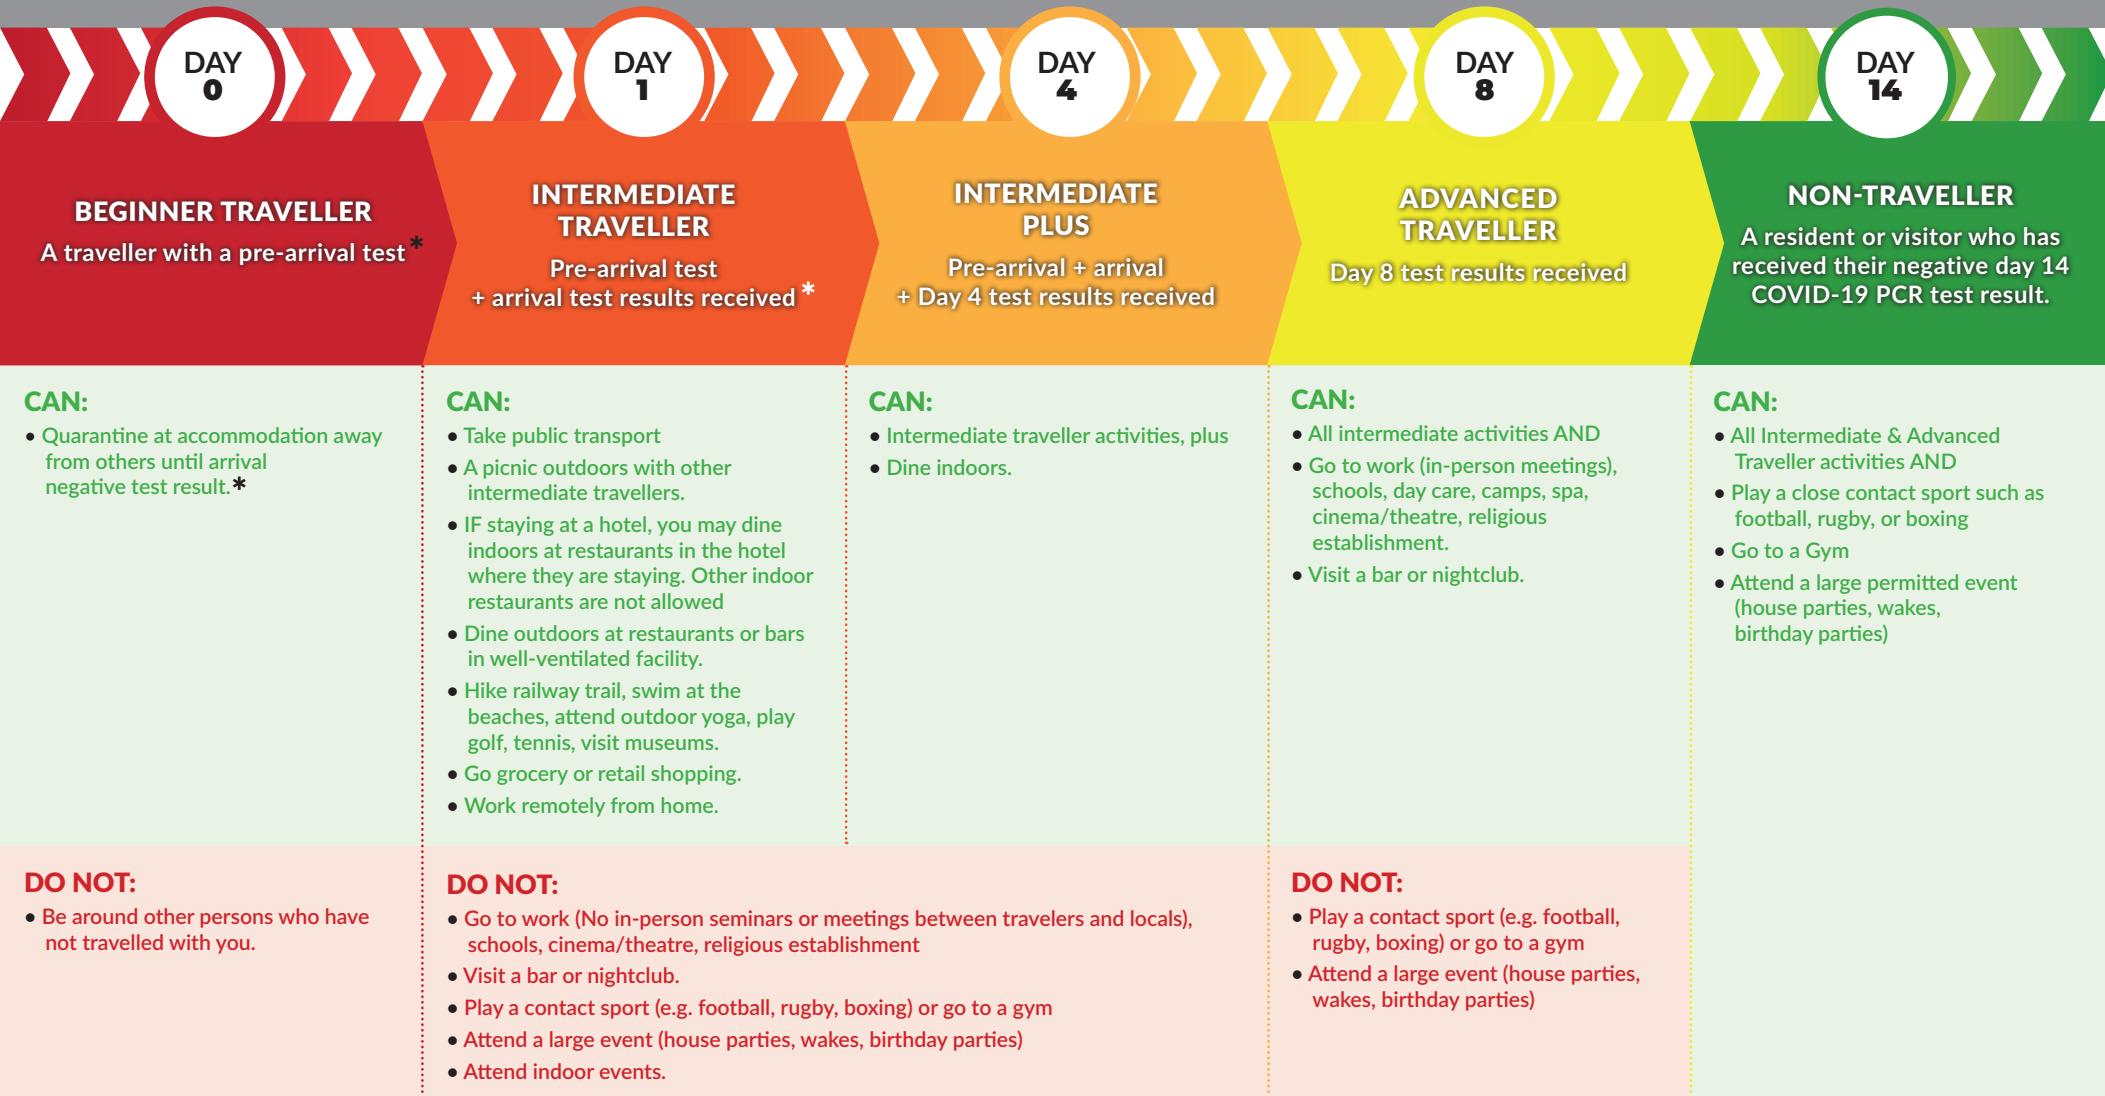 DAY
0
DAY
1
DAY
4
DAY
8
DAY
14
BEGINNER TRAVELLER
A traveller with a pre-arrival test*
INTERMEDIATE
TRAVELLER
Pre-arrival test
+ arrival test results received*
INTERMEDIATE
PLUS
Pre-arrival + arrival
+ Day 4 test results received
ADVANCED
TRAVELLER
Day 8 test results received
NON-TRAVELLER
A resident or visitor who has
received their negative day 14
COVID-19 PCR test result.
CAN:
• Quarantine at accommodation away
from others until arrival
negative test result.*
DO NOT:
• Be around other persons who have
not travelled with you.
CAN:
• Take public transport
• A picnic outdoors with other
intermediate travellers.
• IF staying at a hotel, you may dine
indoors at restaurants in the hotel
where they are staying. Other indoor
restaurants are not allowed
• Dine outdoors at restaurants or bars
in well-ventilated facility.
• Hike railway trail, swim at the
beaches, attend outdoor yoga, play
golf, tennis, visit museums.
• Go grocery or retail shopping.
• Work remotely from home.
CAN:
• Intermediate traveller activities, plus
• Dine indoors.
DO NOT:
• Go to work (No in-person seminars or meetings between travelers and locals),
schools, cinema/theatre, religious establishment
• Visit a bar or nightclub.
• Play a contact sport (e.g. football, rugby, boxing) or go to a gym
• Attend a large event (house parties, wakes, birthday parties)
• Attend indoor events.
CAN:
• All intermediate activities AND
• Go to work (in-person meetings),
schools, day care, camps, spa,
cinema/theatre, religious
establishment.
• Visit a bar or nightclub.
DO NOT:
• Play a contact sport (e.g. football,
rugby, boxing) or go to a gym
• Attend a large event (house parties,
wakes, birthday parties)
CAN:
• All Intermediate & Advanced
Traveller activities AND
• Play a close contact sport such as
football, rugby, or boxing
• Go to a Gym
• Attend a large permitted event
(house parties, wakes,
birthday parties)